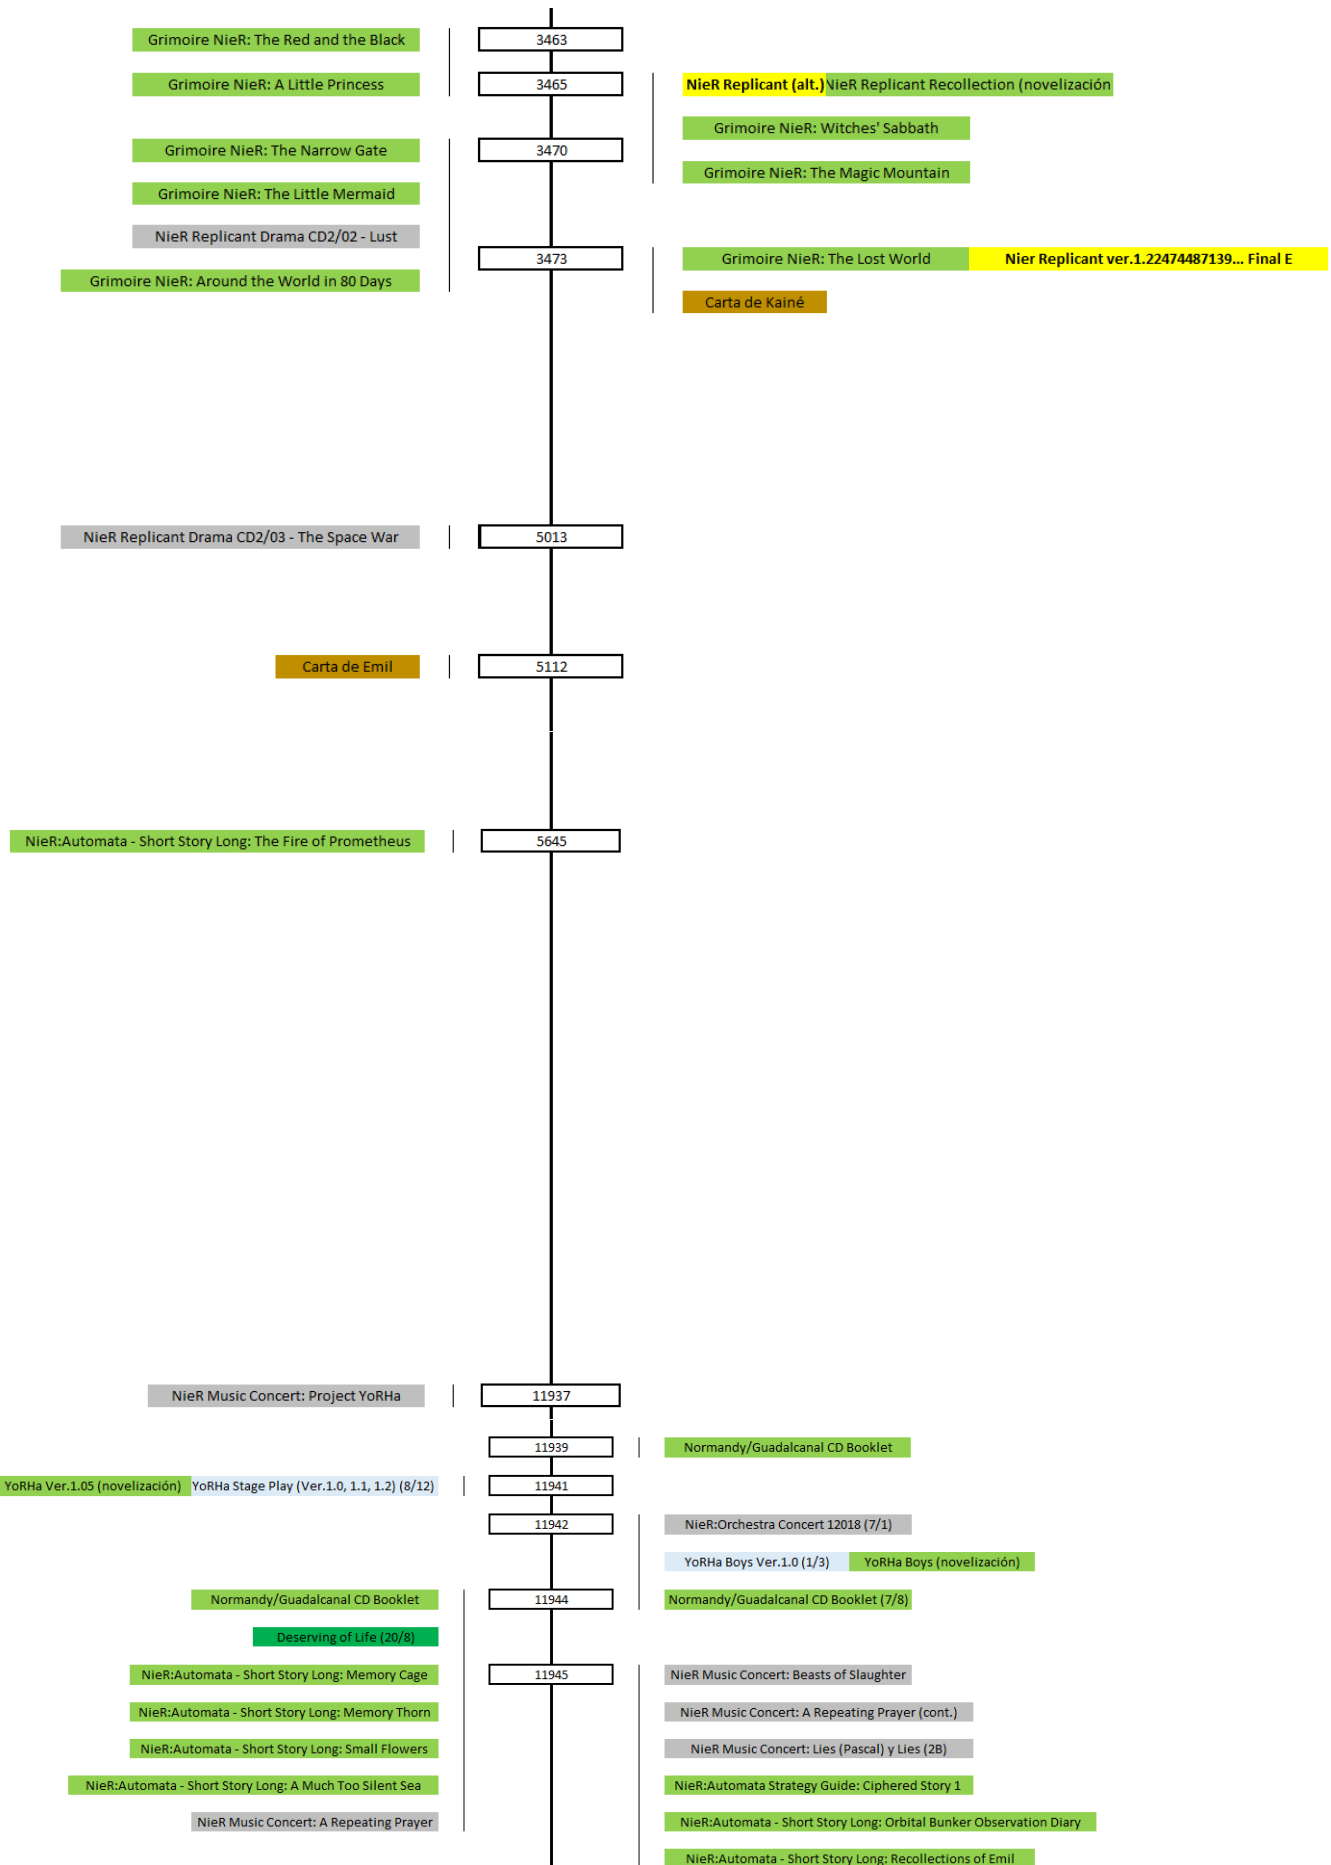 Grimoire NieR: The Red and the Black
3463
Grimoire NieR: A Little Princess
3465
NieR Replicant (alt.) NieR Replicant Recollection (novelización
Grimoire NieR: Witches' Sabbath
Grimoire NieR: The Narrow Gate
3470
Grimoire NieR: The Magic Mountain
Grimoire NieR: The Little Mermaid
NieR Replicant Drama CD2/02 - Lust
3473
Grimoire NieR: The Lost World
Nier Replicant ver.1.22474487139... Final E
Grimoire NieR: Around the World in 80 Days
Carta de Kainé
NieR Replicant Drama CD2/03 - The Space War
5013
Carta de Emil
5112
NieR:Automata - Short Story Long: The Fire of Prometheus
5645
NieR Music Concert: Project YoRHa
11937
11939
Normandy/Guadalcanal CD Booklet
YoRHa Ver.1.05 (novelización)
YoRHa Stage Play (Ver.1.0, 1.1, 1.2) (8/12)
11941
11942
NieR:Orchestra Concert 12018 (7/1)
YoRHa Boys Ver.1.0 (1/3)
YoRHa Boys (novelización)
Normandy/Guadalcanal CD Booklet
11944
Normandy/Guadalcanal CD Booklet (7/8)
Deserving of Life (20/8)
NieR:Automata - Short Story Long: Memory Cage
11945
NieR Music Concert: Beasts of Slaughter
NieR:Automata - Short Story Long: Memory Thorn
NieR Music Concert: A Repeating Prayer (cont.)
NieR:Automata - Short Story Long: Small Flowers
NieR Music Concert: Lies (Pascal) y Lies (2B)
NieR:Automata - Short Story Long: A Much Too Silent Sea
NieR:Automata Strategy Guide: Ciphered Story 1
NieR Music Concert: A Repeating Prayer
NieR:Automata - Short Story Long: Orbital Bunker Observation Diary
NieR:Automata - Short Story Long: Recollections of Emil